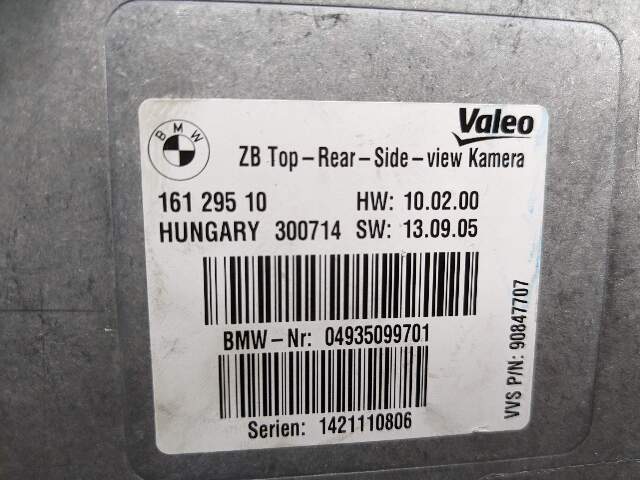 BMW
Valeo
ZB Top-Rear-Side-view Kamera
161 295 10 HW: 10.02.00
HUNGARY 300714 SW: 13.09.05
BMW-Nr: 04935099701
Serien: 1421110806
VVS P/N: 90847707